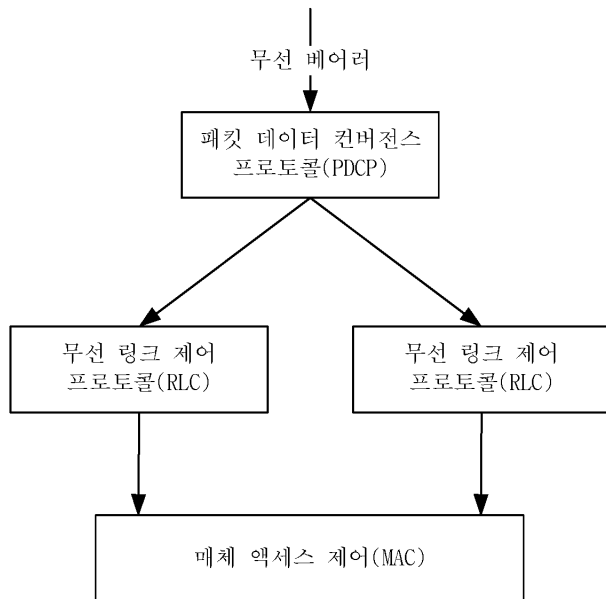 무선 베어러
패킷 데이터 컨버전스
프로토콜(PDCP)
무선 링크 제어
프로토콜(RLC)
무선 링크 제어
프로토콜(RLC)
매체 액세스 제어(MAC)